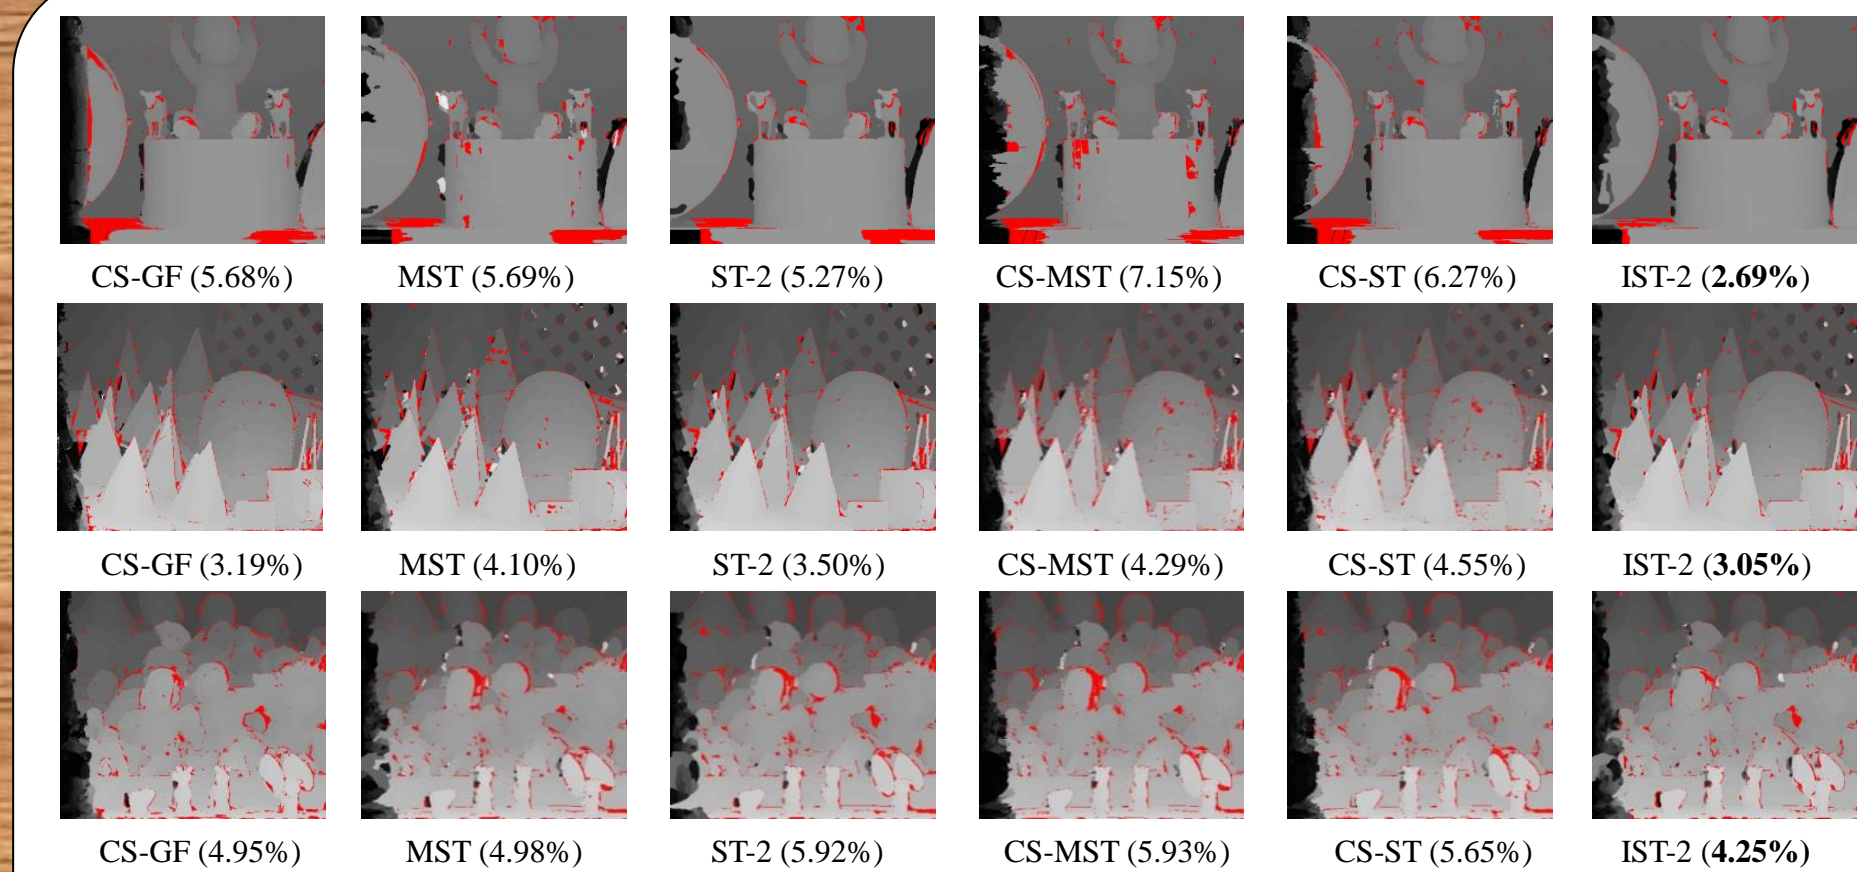 CS-GF (5.68%) MST (5.69%) ST-2 (5.27%) CS-MST (7.15%) CS-ST (6.27%) IST-2 (2.69%)
CS-GF (3.19%) MST (4.10%) ST-2 (3.50%) CS-MST (4.29%) CS-ST (4.55%) IST-2 (3.05%)
CS-GF (4.95%) MST (4.98%) ST-2 (5.92%) CS-MST (5.93%) CS-ST (5.65%) IST-2 (4.25%)